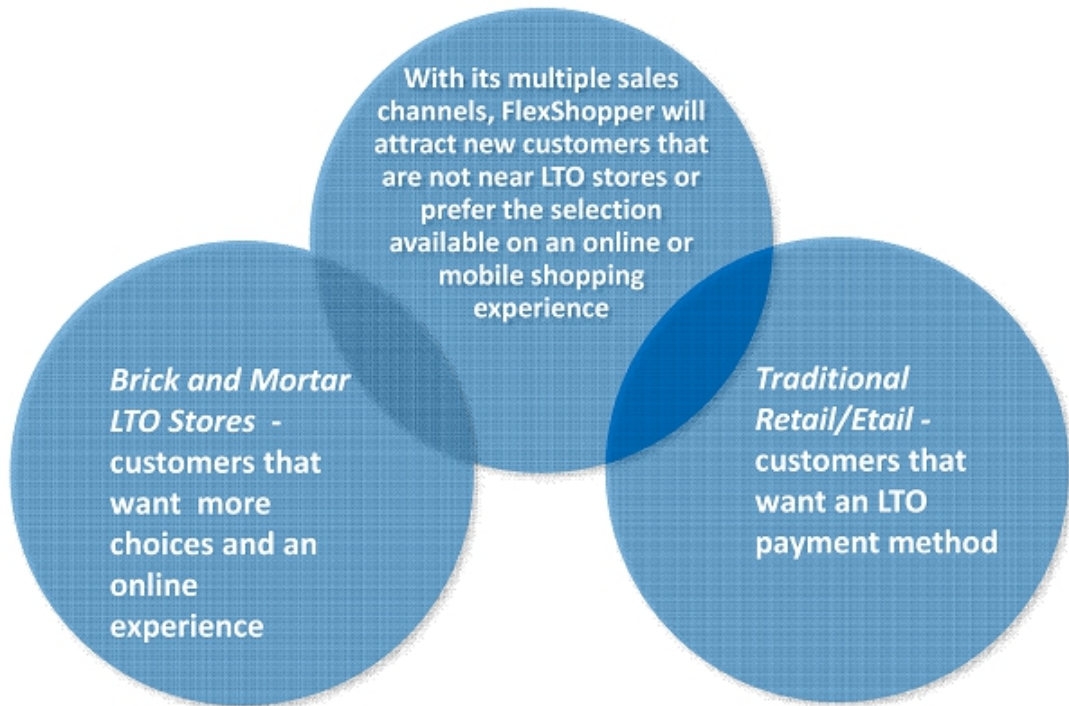 With its multiple sales
channels, FlexShopper will
attract new customers that
are not near LTO stores or
prefer the selection
available on an online or
mobile shopping
experience
Brick and Mortar
LTO Stores -
customers that
want more
choices and an
online
experience
Traditional
Retail/Etail -
customers that
want an LTO
payment method